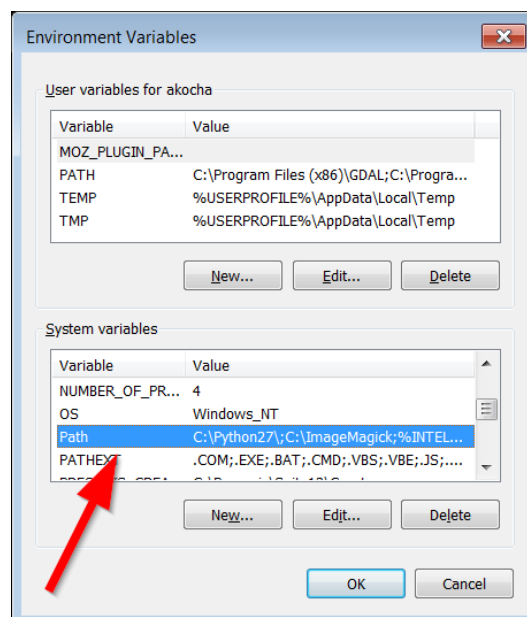 Environment Variables
User variables for akocha
Variable Value
MOZ_PLUGIN_PA...
PATH C:\Program Files (x86)\GDAL;C:\Progra...
TEMP %USERPROFILE%\AppData\Local\Temp
TMP %USERPROFILE%\AppData\Local\Temp
New... Edit... Delete
System variables
Variable Value
NUMBER_OF_PR... 4
OS Windows_NT
Path C:\Python27\;C:\ImageMagick;%INTEL...
PATHEXT .COM;.EXE;.BAT;.CMD;.VBS;.VBE;.JS;....
New... Edit... Delete
OK Cancel